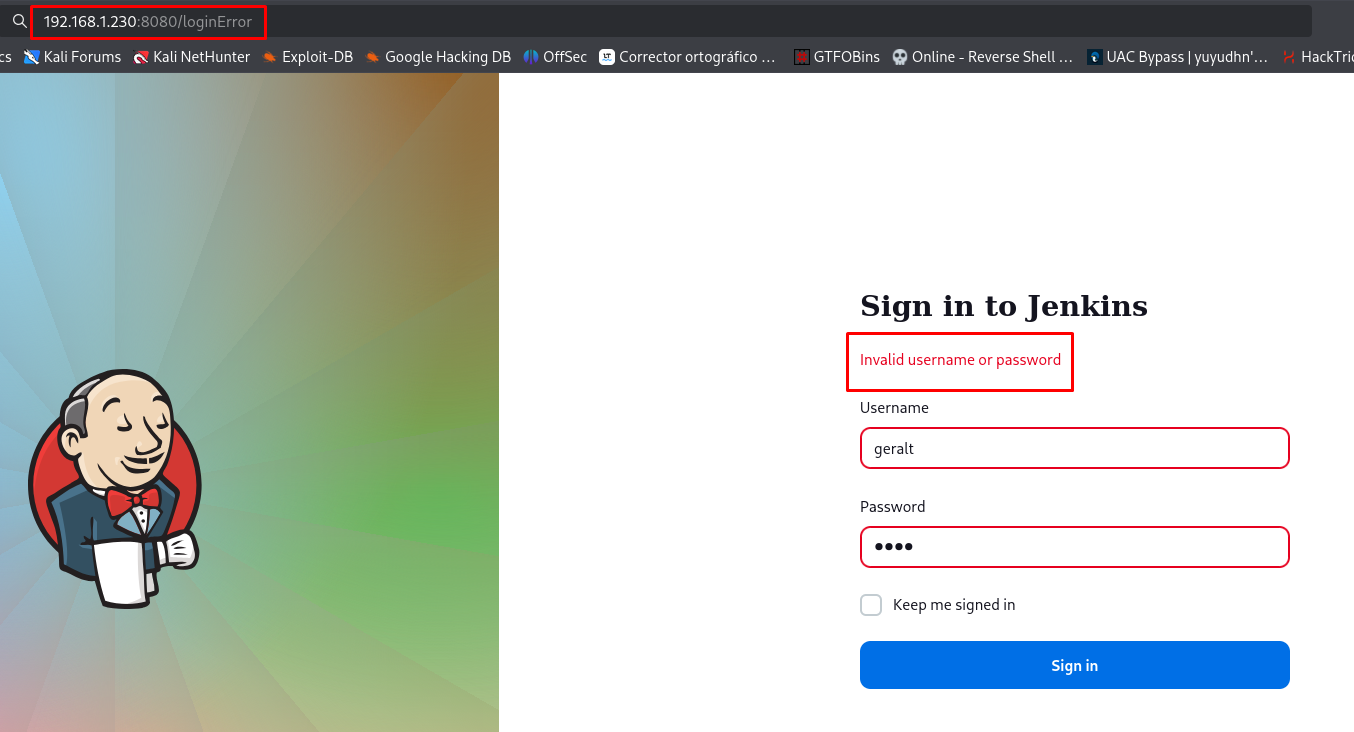 192.168.1.230:8080/loginError
cs Kali Forums Kali NetHunter Exploit-DB Google Hacking DB OffSec LT Corrector ortográfico … GTFOBins Online - Reverse Shell … UAC Bypass | yuyudhn'… HackTric
Sign in to Jenkins
Invalid username or password
Username
geralt
Password
••••
Keep me signed in
Sign in